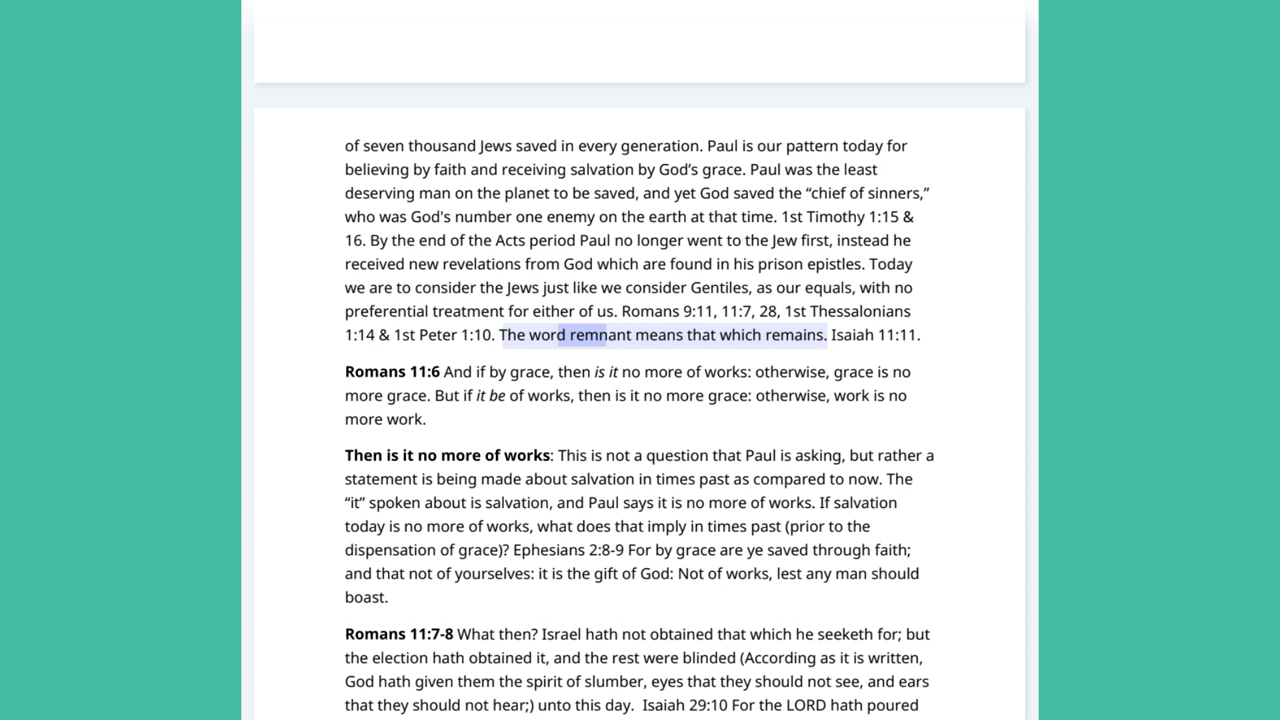 of seven thousand Jews saved in every generation. Paul is our pattern today for
believing by faith and receiving salvation by God’s grace. Paul was the least
deserving man on the planet to be saved, and yet God saved the “chief of sinners,”
who was God's number one enemy on the earth at that time. 1st Timothy 1:15 &
16. By the end of the Acts period Paul no longer went to the Jew first, instead he
received new revelations from God which are found in his prison epistles. Today
we are to consider the Jews just like we consider Gentiles, as our equals, with no
preferential treatment for either of us. Romans 9:11, 11:7, 28, 1st Thessalonians
1:14 & 1st Peter 1:10. The word remnant means that which remains. Isaiah 11:11.
Romans 11:6 And if by grace, then is it no more of works: otherwise, grace is no
more grace. But if it be of works, then is it no more grace: otherwise, work is no
more work.
Then is it no more of works: This is not a question that Paul is asking, but rather a
statement is being made about salvation in times past as compared to now. The
“it” spoken about is salvation, and Paul says it is no more of works. If salvation
today is no more of works, what does that imply in times past (prior to the
dispensation of grace)? Ephesians 2:8-9 For by grace are ye saved through faith;
and that not of yourselves: it is the gift of God: Not of works, lest any man should
boast.
Romans 11:7-8 What then? Israel hath not obtained that which he seeketh for; but
the election hath obtained it, and the rest were blinded (According as it is written,
God hath given them the spirit of slumber, eyes that they should not see, and ears
that they should not hear;) unto this day.  Isaiah 29:10 For the LORD hath poured